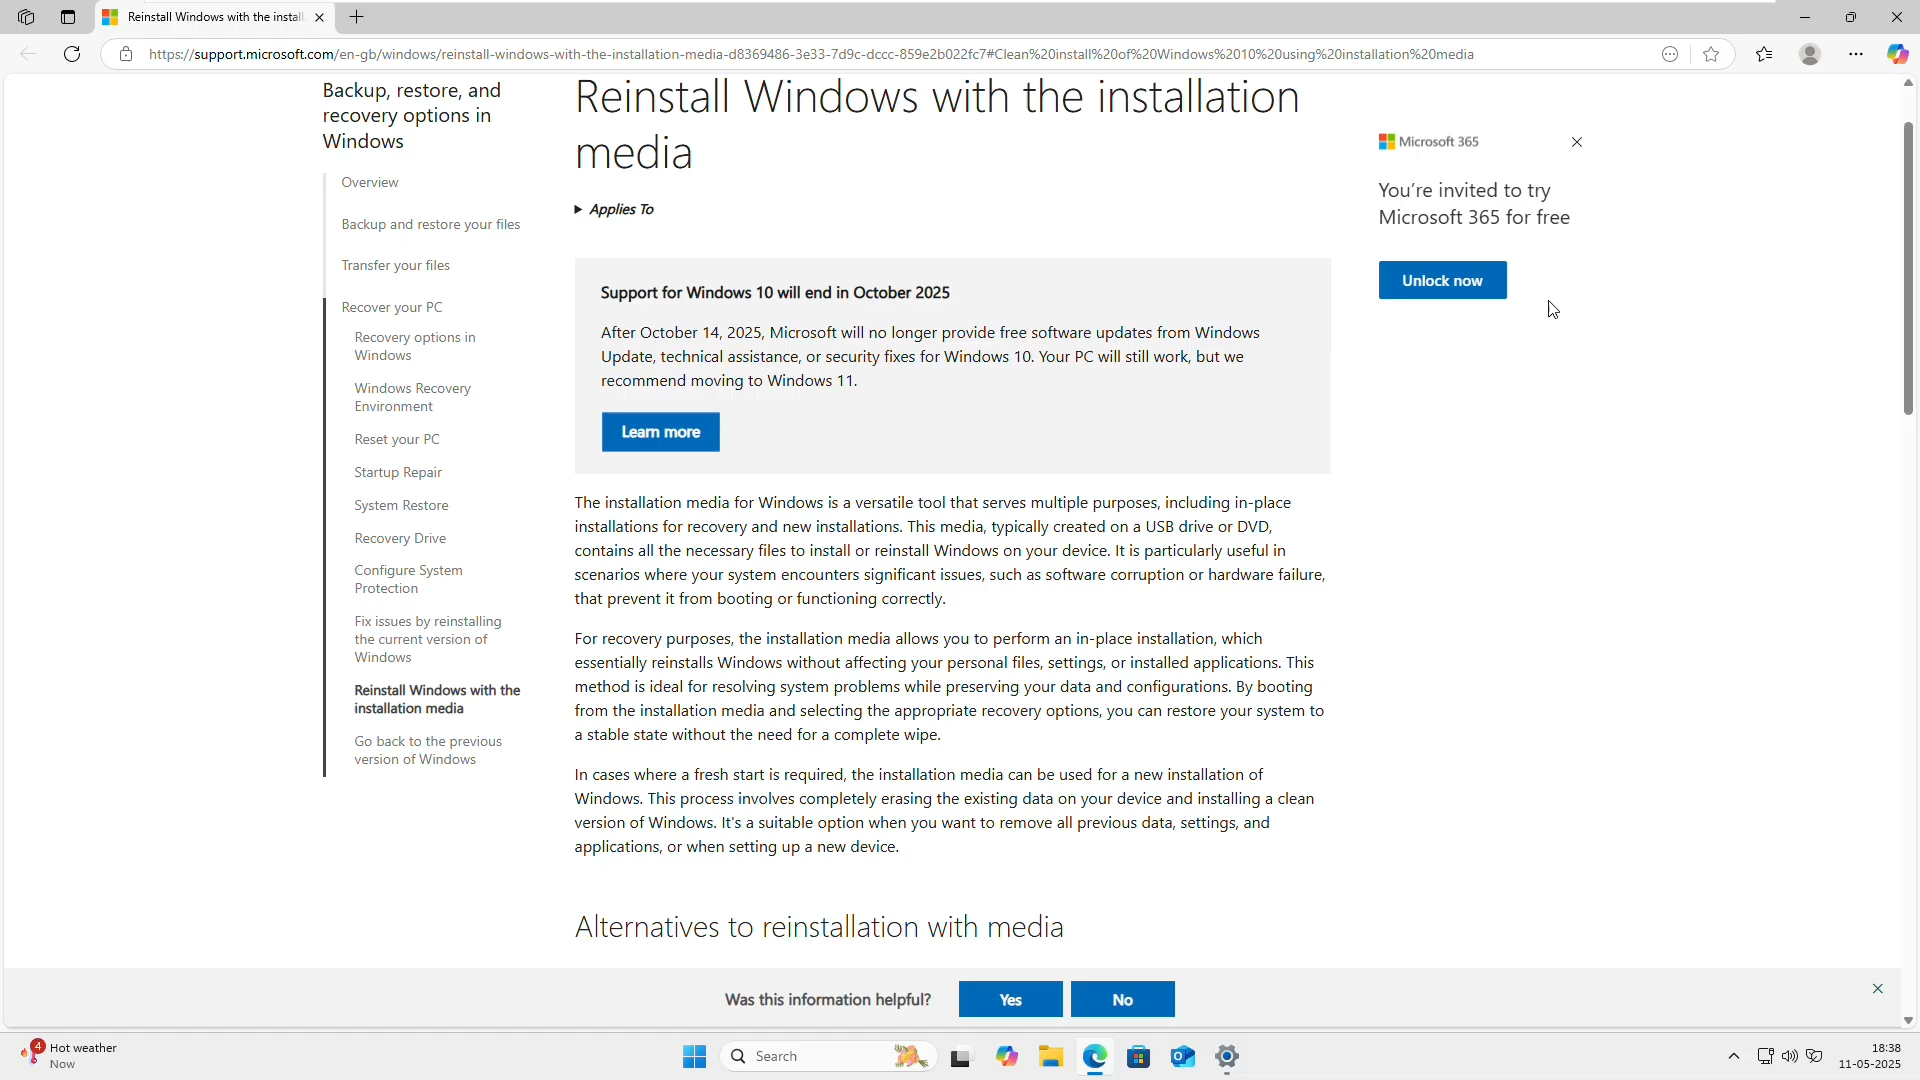 Reinstall Windows with the install
https://support.microsoft.com/en-gb/windows/reinstall-windows-with-the-installation-media-d8369486-3e33-7d9c-dccc-859e2b022fc7#Clean%20install%20of%20Windows%2010%20using%20installation%20media
Backup, restore, and
recovery options in
Windows
Overview
Backup and restore your files
Transfer your files
Recover your PC
Recovery options in
Windows
Windows Recovery
Environment
Reset your PC
Startup Repair
System Restore
Recovery Drive
Configure System
Protection
Fix issues by reinstalling
the current version of
Windows
Reinstall Windows with the
installation media
Go back to the previous
version of Windows
Reinstall Windows with the installation
media
Applies To
Support for Windows 10 will end in October 2025
After October 14, 2025, Microsoft will no longer provide free software updates from Windows
Update, technical assistance, or security fixes for Windows 10. Your PC will still work, but we
recommend moving to Windows 11.
Learn more
The installation media for Windows is a versatile tool that serves multiple purposes, including in-place
installations for recovery and new installations. This media, typically created on a USB drive or DVD,
contains all the necessary files to install or reinstall Windows on your device. It is particularly useful in
scenarios where your system encounters significant issues, such as software corruption or hardware failure,
that prevent it from booting or functioning correctly.
For recovery purposes, the installation media allows you to perform an in-place installation, which
essentially reinstalls Windows without affecting your personal files, settings, or installed applications. This
method is ideal for resolving system problems while preserving your data and configurations. By booting
from the installation media and selecting the appropriate recovery options, you can restore your system to
a stable state without the need for a complete wipe.
In cases where a fresh start is required, the installation media can be used for a new installation of
Windows. This process involves completely erasing the existing data on your device and installing a clean
version of Windows. It's a suitable option when you want to remove all previous data, settings, and
applications, or when setting up a new device.
Alternatives to reinstallation with media
Microsoft 365
You're invited to try
Microsoft 365 for free
Unlock now
Was this information helpful?
Yes
No
4
Hot weather
Now
Search
18:38
11-05-2025